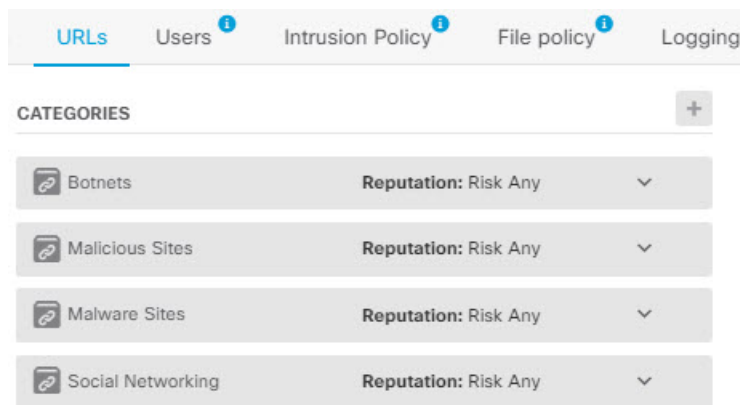 URLs Users i Intrusion Policy i File policy i Logging
CATEGORIES +
Botnets Reputation: Risk Any
Malicious Sites Reputation: Risk Any
Malware Sites Reputation: Risk Any
Social Networking Reputation: Risk Any